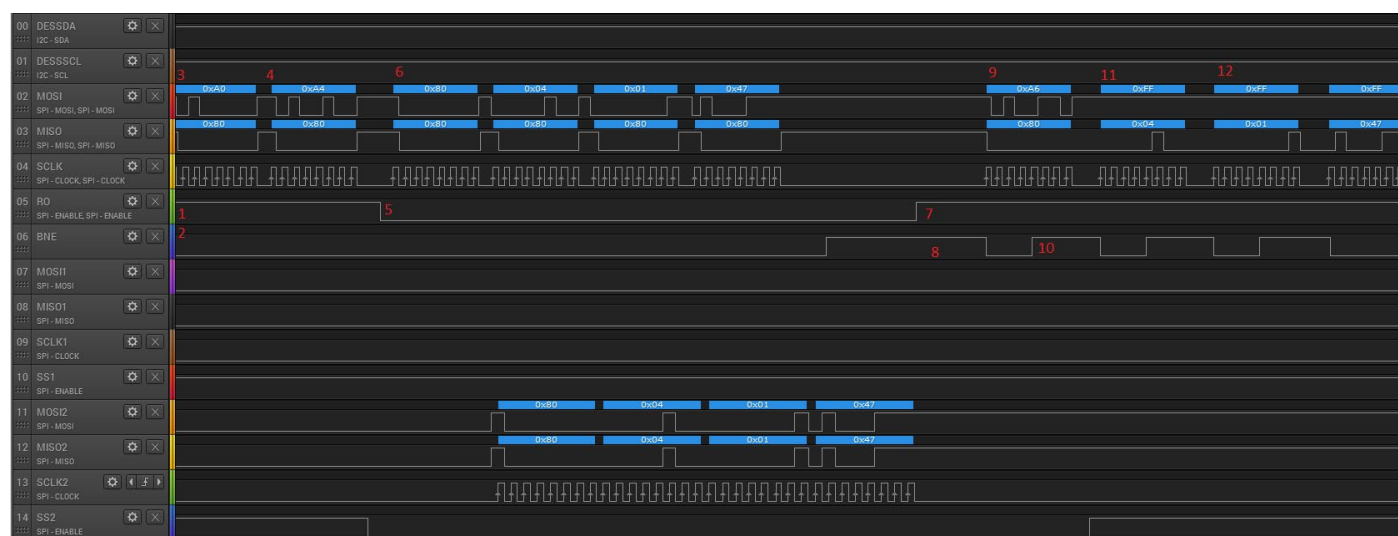 00 DESSDA
I2C - SDA
01 DESSSCL
I2C - SCL
3 4 6 9 11 12
0xA0 0xA4 0x80 0x04 0x01 0x47 0xA6 0xFF 0xFF 0xFF
02 MOSI
SPI - MOSI, SPI - MOSI
0x80 0x80 0x80 0x80 0x80 0x80 0x80 0x04 0x01 0x47
03 MISO
SPI - MISO, SPI - MISO
04 SCLK
SPI - CLOCK, SPI - CLOCK
05 RO
SPI - ENABLE, SPI - ENABLE
1 5 7
06 BNE
2 8 10
07 MOSI1
SPI - MOSI
08 MISO1
SPI - MISO
09 SCLK1
SPI - CLOCK
10 SS1
SPI - ENABLE
0x80 0x04 0x01 0x47
11 MOSI2
SPI - MOSI
0x80 0x04 0x01 0x47
12 MISO2
SPI - MISO
13 SCLK2
SPI - CLOCK
14 SS2
SPI - ENABLE